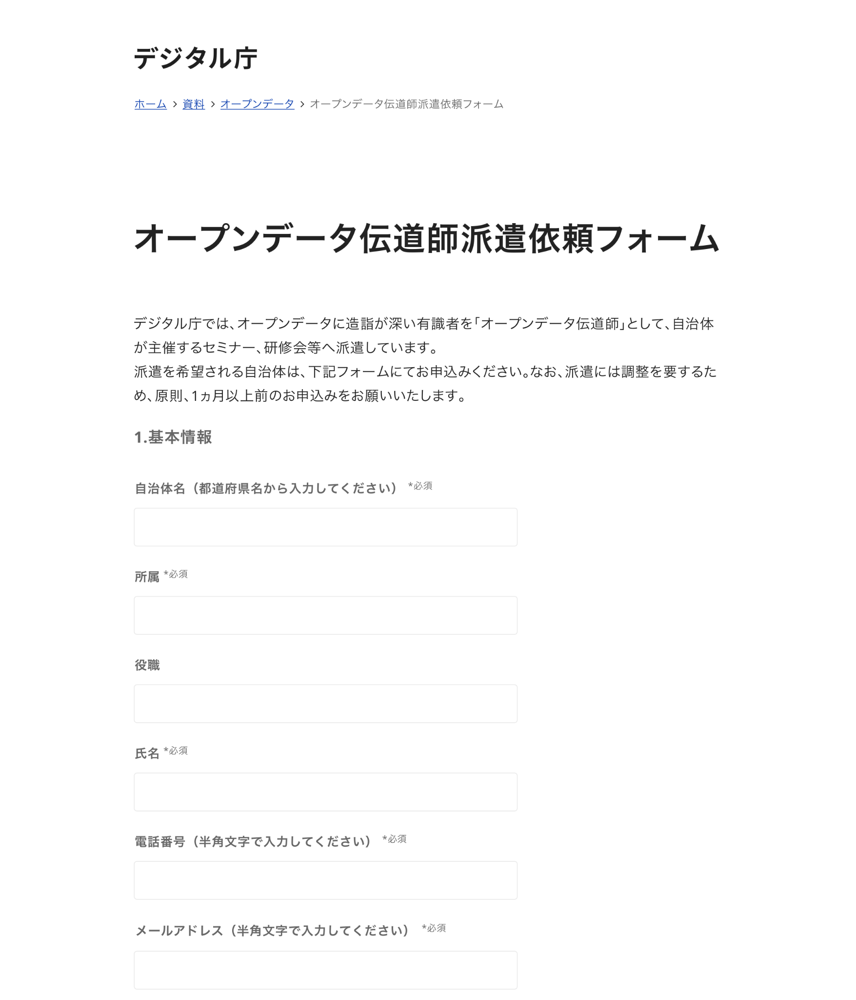 デジタル庁
ホーム > 資料 > オープンデータ > オープンデータ伝道師派遣依頼フォーム
オープンデータ伝道師派遣依頼フォーム
デジタル庁では、オープンデータに造詣が深い有識者を「オープンデータ伝道師」として、自治体
が主催するセミナー、研修会等へ派遣しています。
派遣を希望される自治体は、下記フォームにてお申込みください。なお、派遣には調整を要するた
め、原則、1ヵ月以上前のお申込みをお願いいたします。
1.基本情報
自治体名（都道府県名から入力してください） *必須
所属 *必須
役職
氏名 *必須
電話番号（半角文字で入力してください） *必須
メールアドレス（半角文字で入力してください） *必須